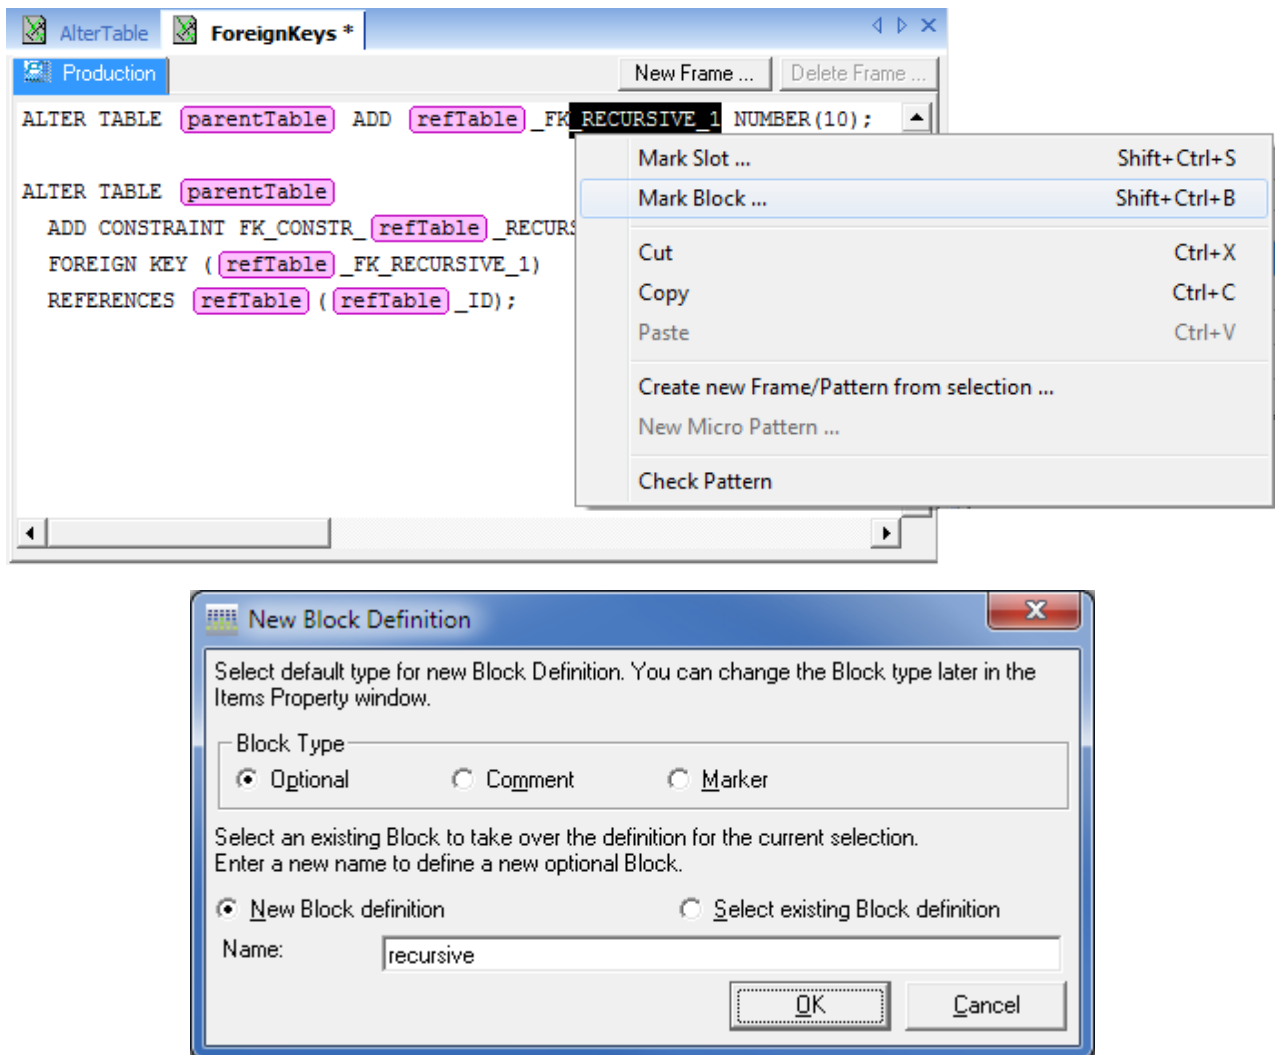 AlterTable ForeignKeys *
Production New Frame ... Delete Frame ...
ALTER TABLE parentTable ADD refTable _FK_RECURSIVE_1 NUMBER(10);
ALTER TABLE parentTable
ADD CONSTRAINT FK_CONSTR_ refTable _RECURS
FOREIGN KEY ( refTable _FK_RECURSIVE_1)
REFERENCES refTable ( refTable _ID);
Mark Slot ... Shift+Ctrl+S
Mark Block ... Shift+Ctrl+B
Cut Ctrl+X
Copy Ctrl+C
Paste Ctrl+V
Create new Frame/Pattern from selection ...
New Micro Pattern ...
Check Pattern
New Block Definition
Select default type for new Block Definition. You can change the Block type later in the
Items Property window.
Block Type
Optional Comment Marker
Select an existing Block to take over the definition for the current selection.
Enter a new name to define a new optional Block.
New Block definition Select existing Block definition
Name: recursive
OK Cancel